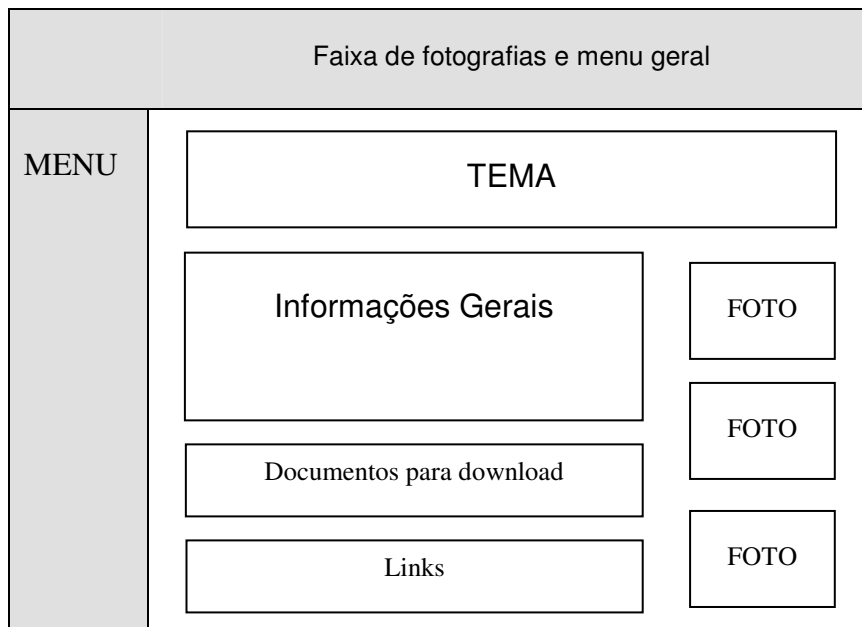 Faixa de fotografias e menu geral
MENU
TEMA
Informações Gerais
FOTO
FOTO
Documentos para download
Links
FOTO